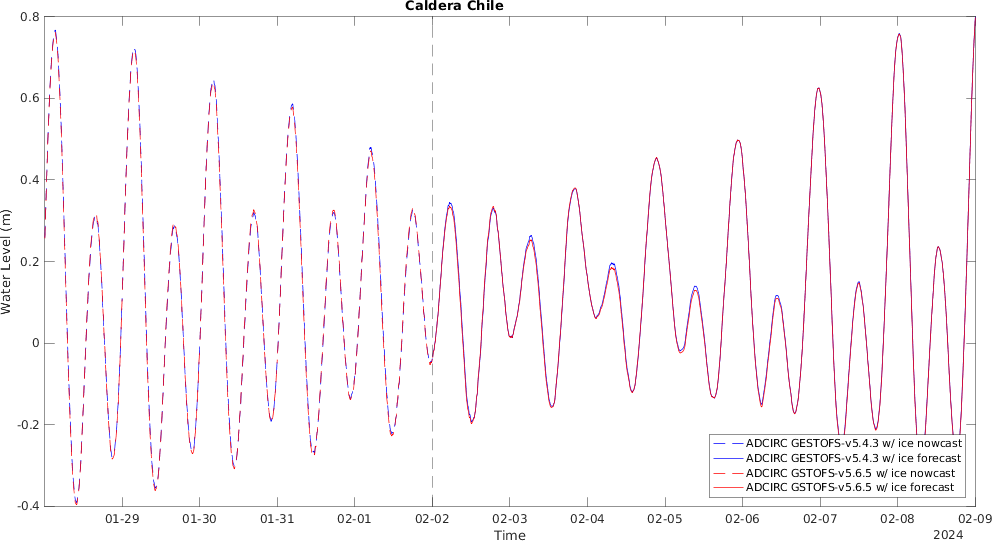 Caldera Chile
0.8
0.6
0.4
0.2
0
-0.2
-0.4
Water Level (m)
ADCIRC GESTOFS-v5.4.3 w/ ice nowcast
ADCIRC GESTOFS-v5.4.3 w/ ice forecast
ADCIRC GSTOFS-v5.6.5 w/ ice nowcast
ADCIRC GSTOFS-v5.6.5 w/ ice forecast
01-29 01-30 01-31 02-01 02-02 02-03 02-04 02-05 02-06 02-07 02-08 02-09
Time
2024